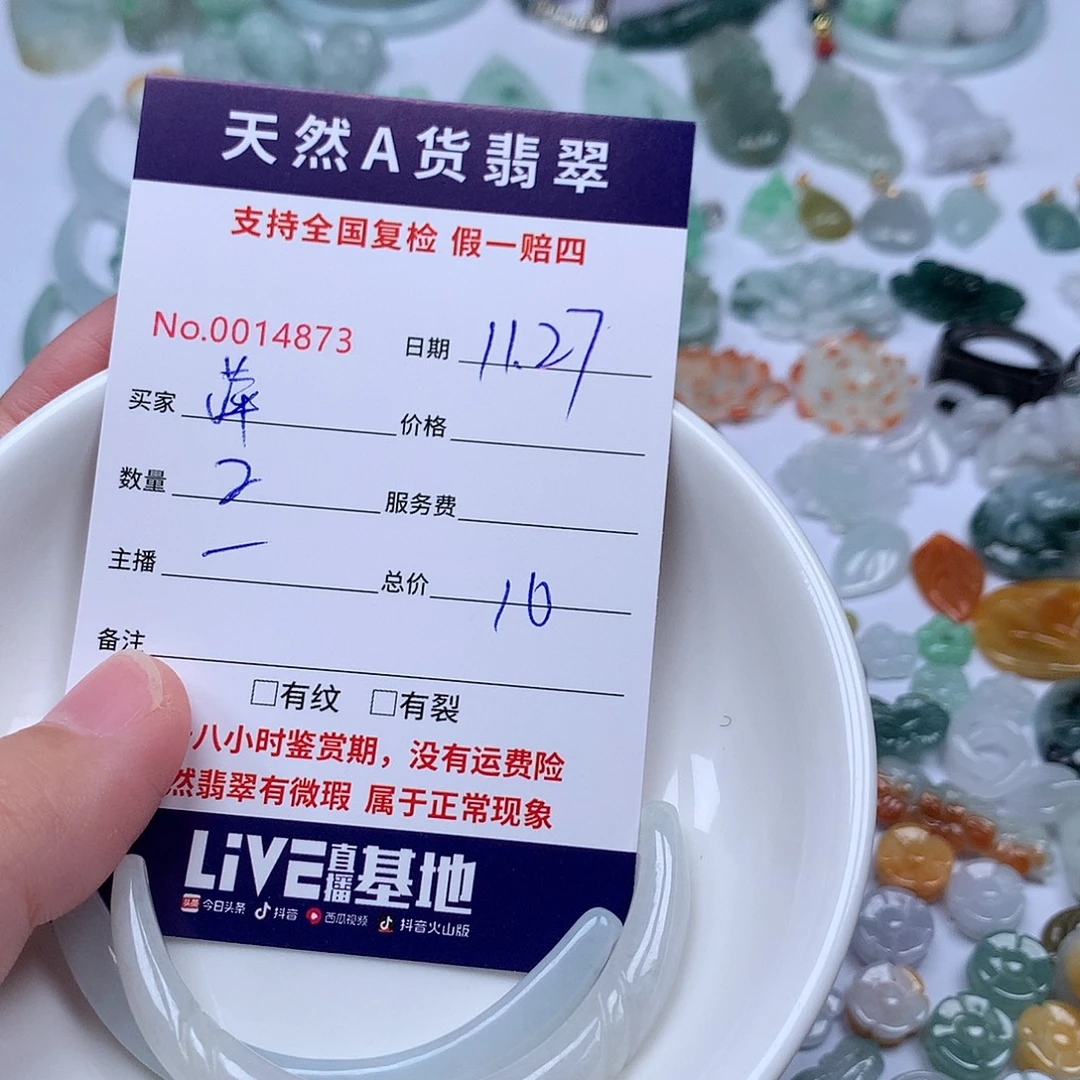 天然A货翡翠
支持全国复检 假一赔四
No.0014873 日期 11.27
买家 萍 价格
数量 2 服务费
主播 一 总价 10
备注
□有纹 □有裂
八小时鉴赏期，没有运费险
然翡翠有微瑕 属于正常现象
LiVE直播基地
头条 今日头条 抖音 西瓜视频 抖音火山版